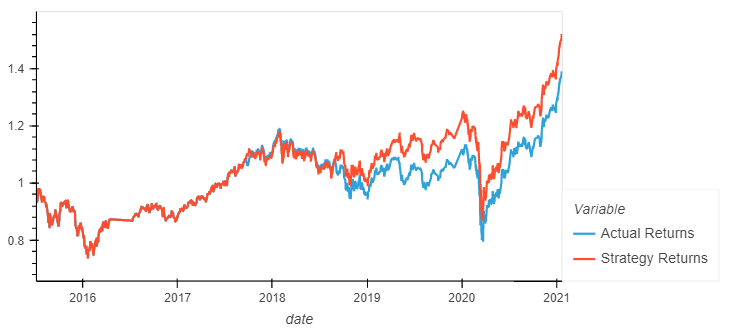 1.4
1.2
1
0.8
2016 2017 2018 2019 2020 2021
date
Variable
Actual Returns
Strategy Returns